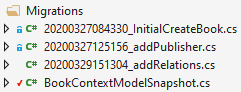 Migrations
C# 20200327084330_InitialCreateBook.cs
C# 20200327125156_addPublisher.cs
C# 20200329151304_addRelations.cs
C# BookContextModelSnapshot.cs